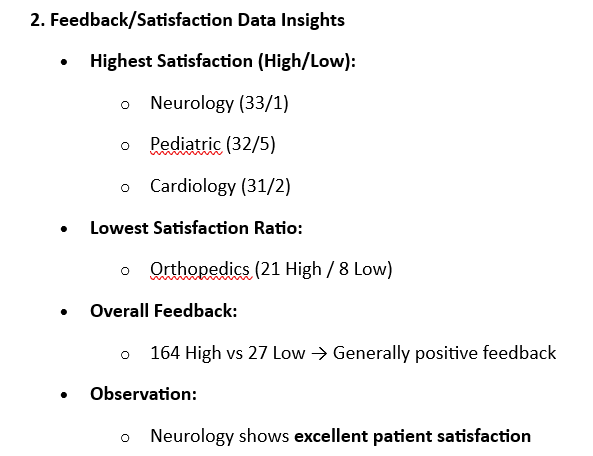 2. Feedback/Satisfaction Data Insights
• Highest Satisfaction (High/Low):
o Neurology (33/1)
o Pediatric (32/5)
o Cardiology (31/2)
• Lowest Satisfaction Ratio:
o Orthopedics (21 High / 8 Low)
• Overall Feedback:
o 164 High vs 27 Low → Generally positive feedback
• Observation:
o Neurology shows excellent patient satisfaction